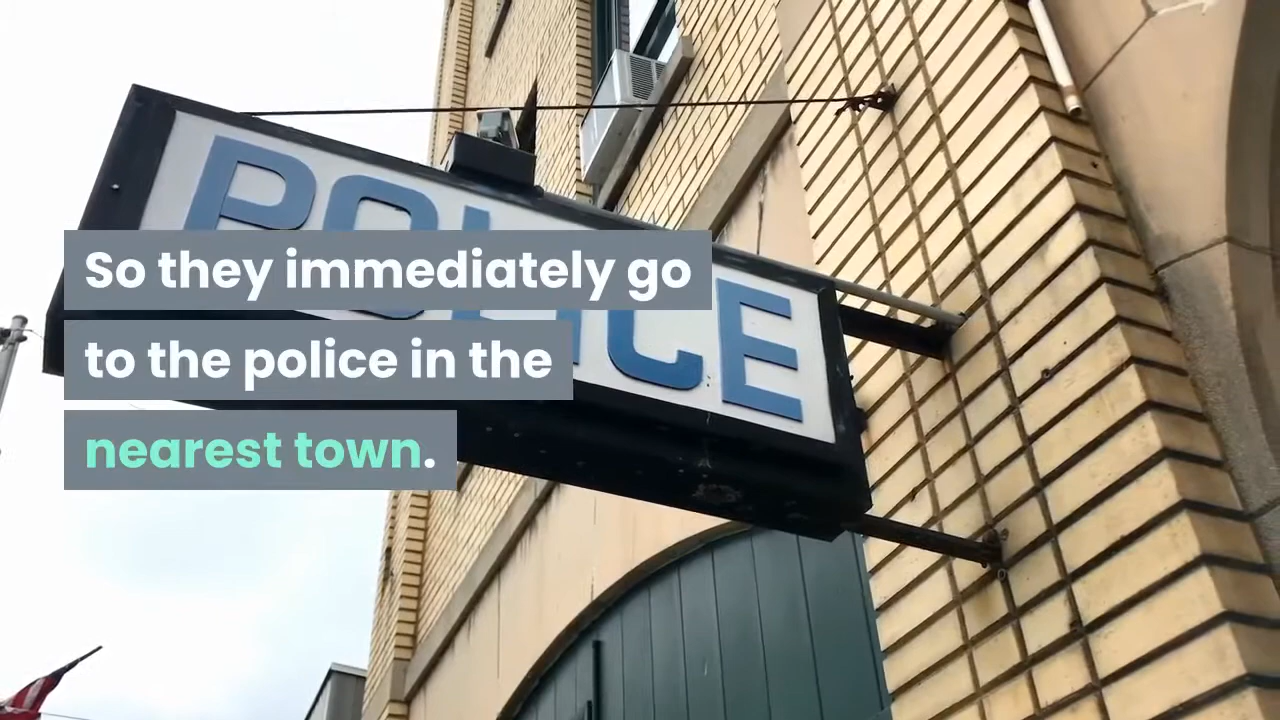 POLICE
So they immediately go
to the police in the
nearest town.